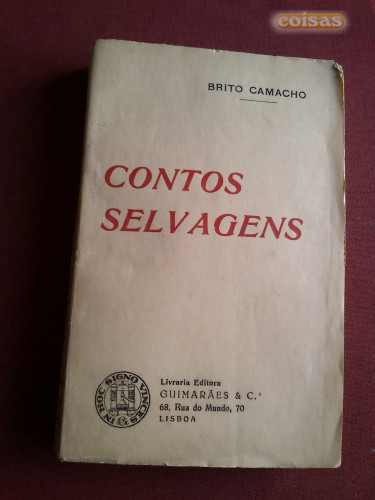 coisas
BRITO CAMACHO
CONTOS
SELVAGENS
IN HOC SIGNO VINCES
Livraria Editora
GUIMARÃES & C.ª
68, Rua do Mundo, 70
LISBOA